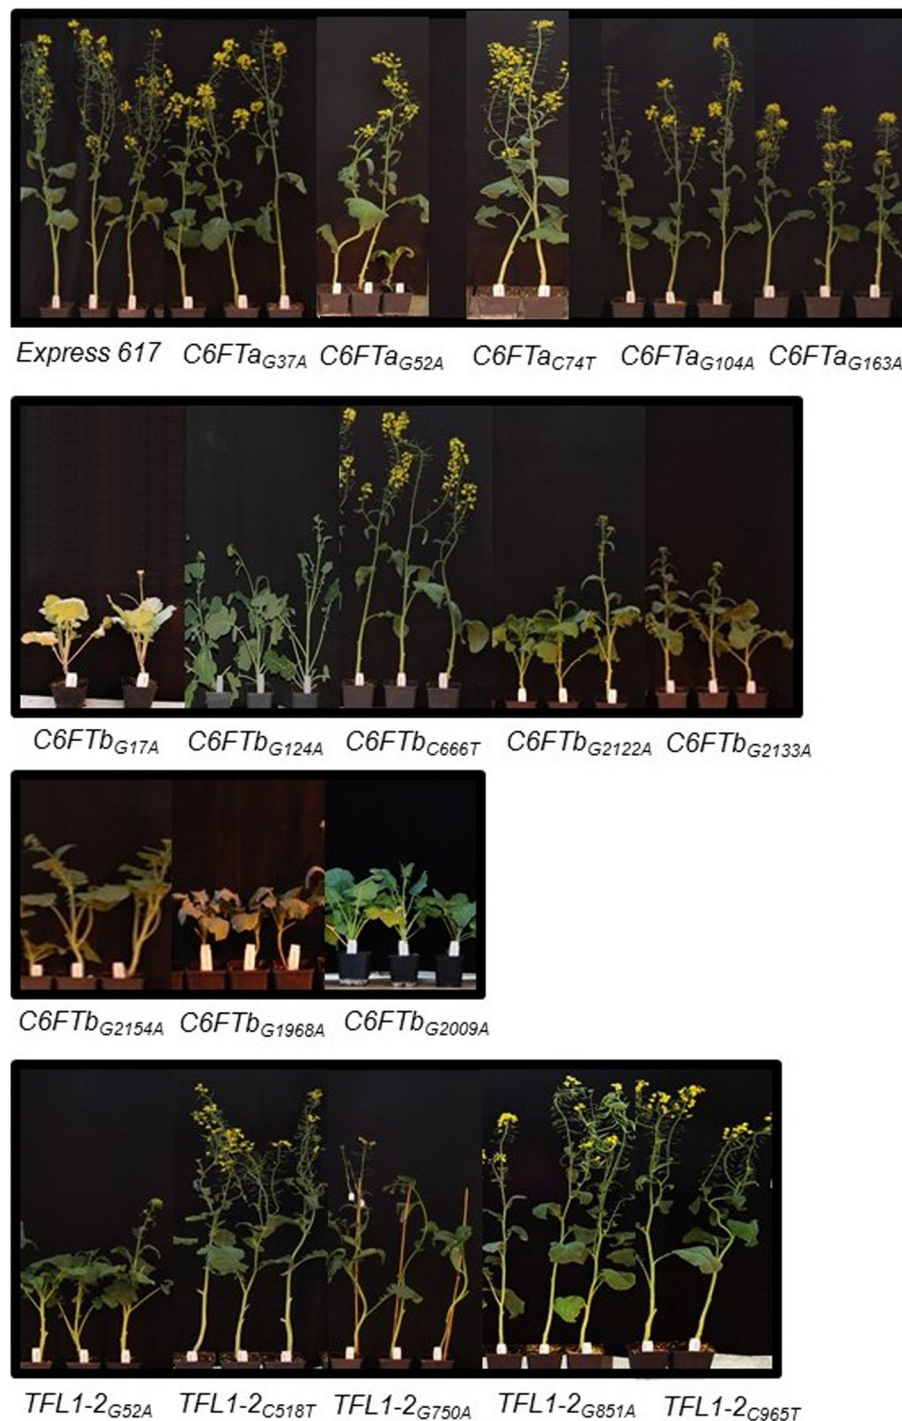 Express 617 C6FTaG37A C6FTaG52A C6FTaC74T C6FTaG104A C6FTaG163A
C6FTbG17A C6FTbG124A C6FTbC666T C6FTbG2122A C6FTbG2133A
C6FTbG2154A C6FTbG1968A C6FTbG2009A
TFL1-2G52A TFL1-2C518T TFL1-2G750A TFL1-2G851A TFL1-2C965T